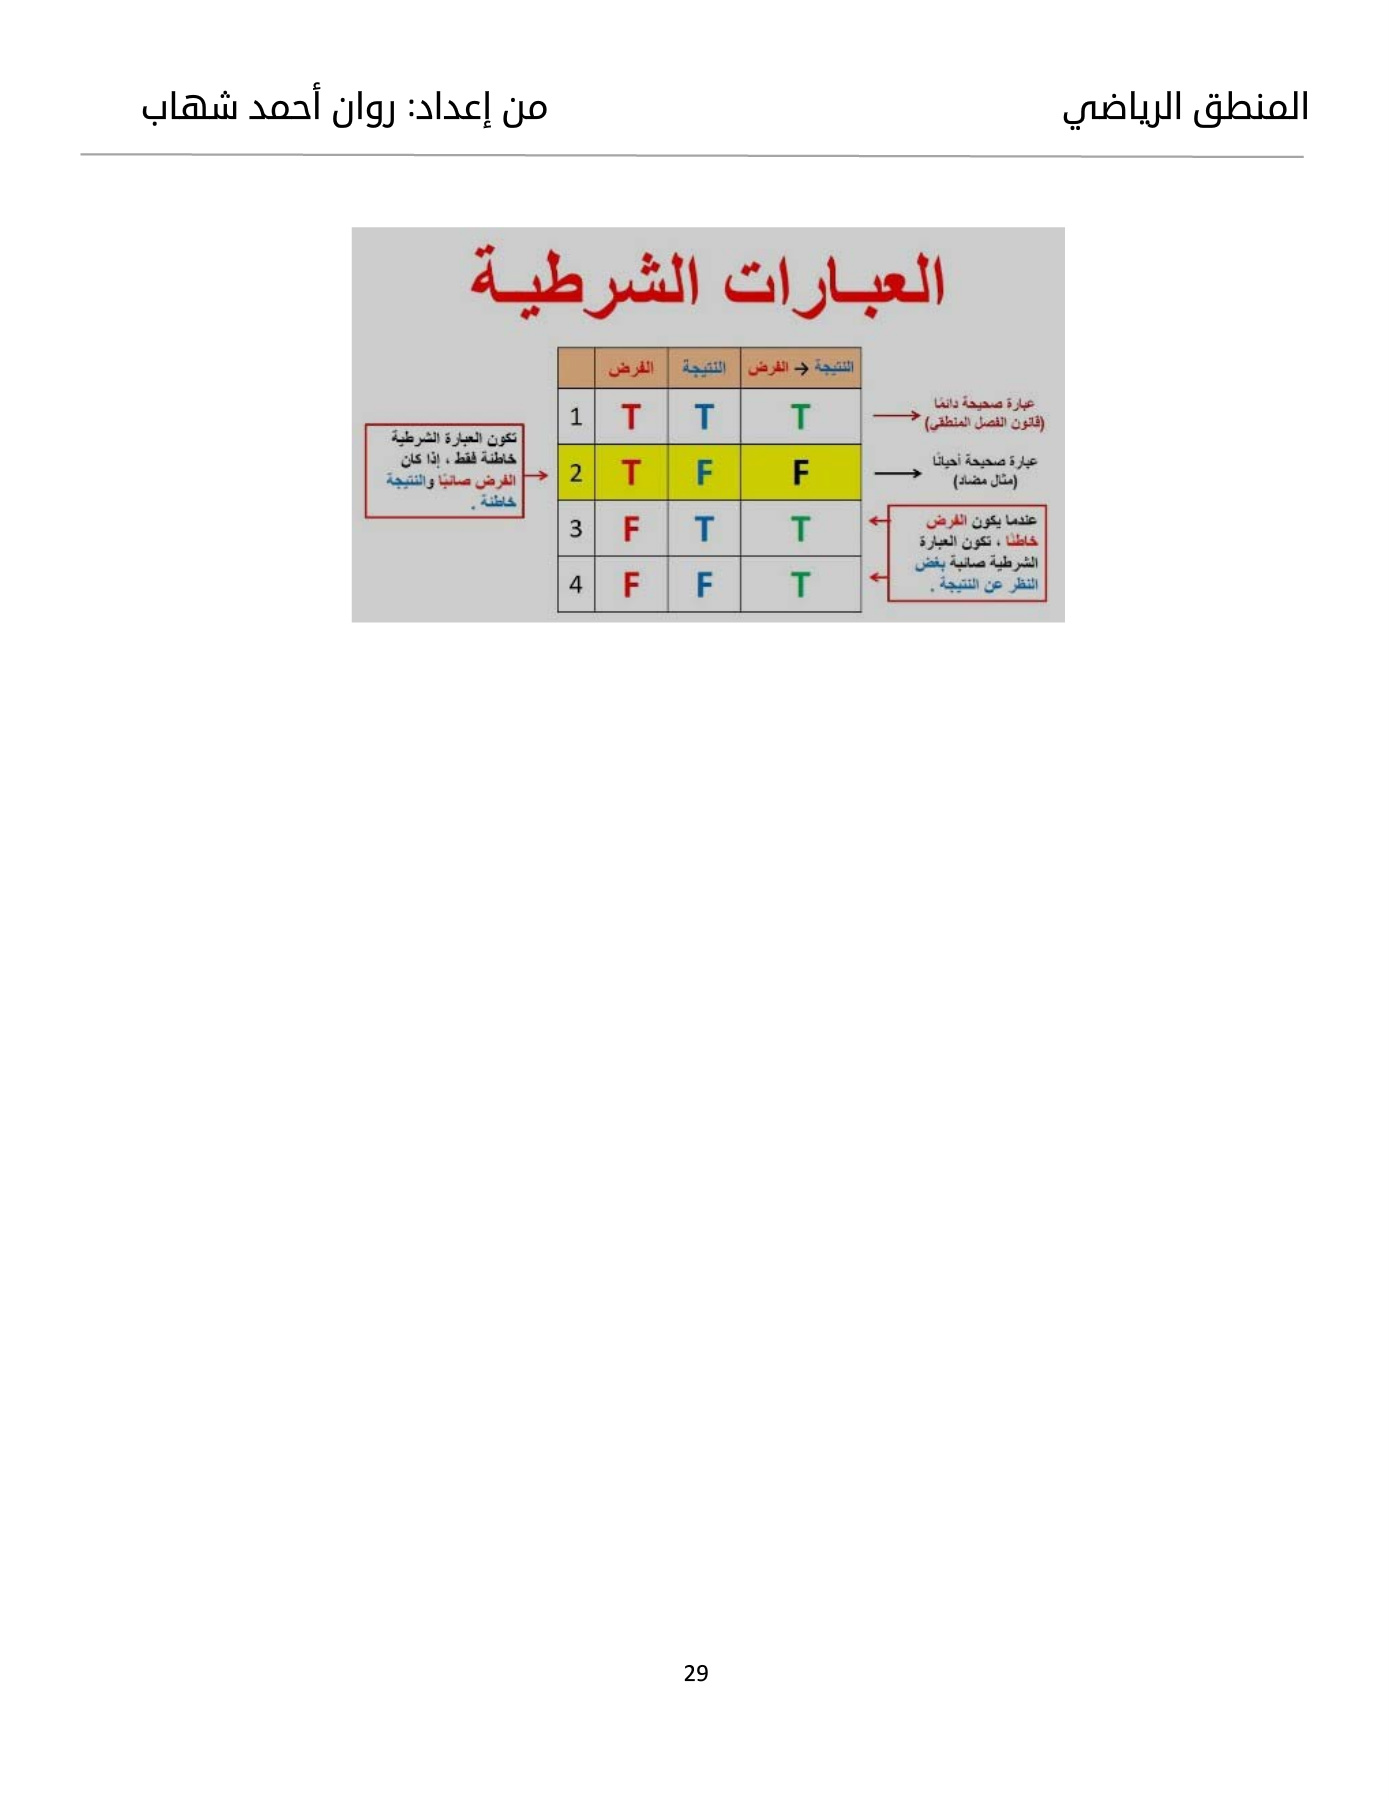 المنطق الرياضي
من إعداد: روان أحمد شهاب
العبارات الشرطية
الفرض النتيجة الفرض → النتيجة
1 T T T
2 T F F
3 F T T
4 F F T
عبارة صحيحة دائمًا
(قانون الفصل المنطقي)
عبارة صحيحة أحيانًا
(مثال مضاد)
عندما يكون الفرض
خاطئًا ، تكون العبارة
الشرطية صائبة بغض
النظر عن النتيجة .
تكون العبارة الشرطية
خاطئة فقط ، إذا كان
الفرض صائبًا والنتيجة
خاطئة .
29